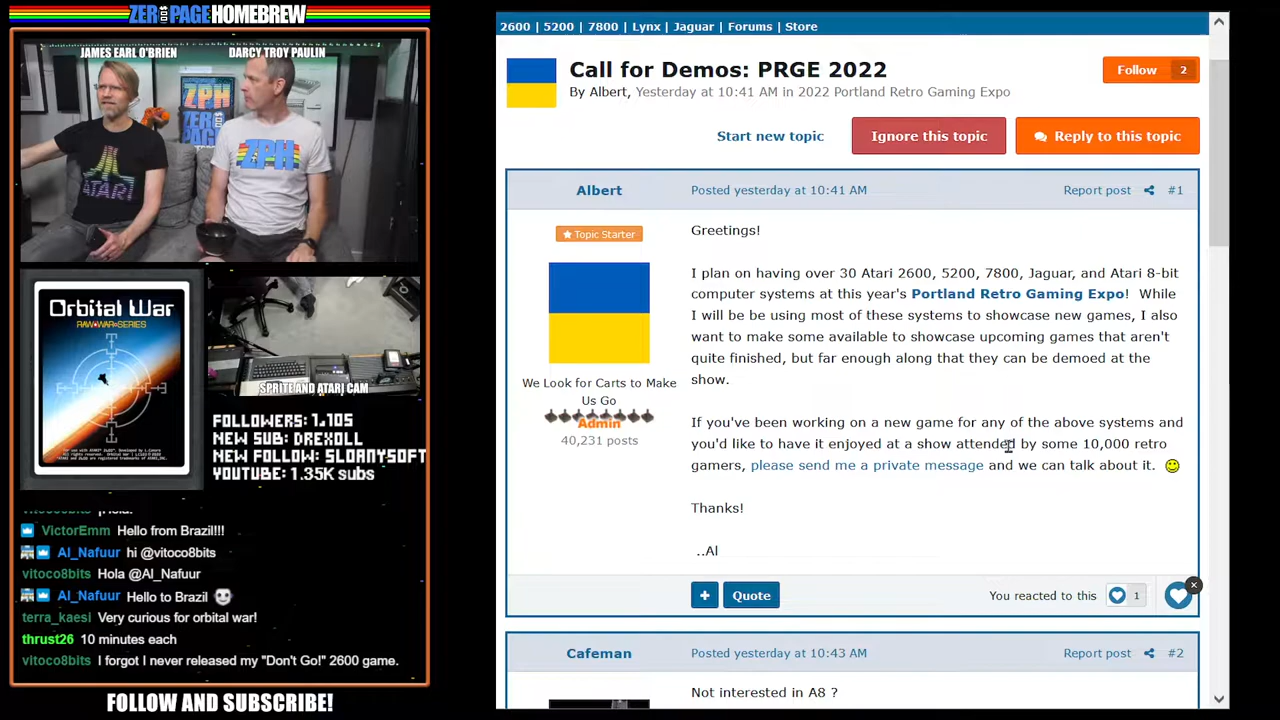 ZERO PAGE HOMEBREW
JAMES EARL O'BRIEN
DARCY TROY PAULIN
ATARI
ZPH
Orbital War
RAW•WAR•SERIES
SPRITE AND ATARI CAM
FOLLOWERS: 1,105
NEW SUB: DREXOLL
NEW FOLLOW: SLORNYSOFT
YOUTUBE: 1.35K subs
VictorEmm Hello from Brazil!!!
Al_Nafuur hi @vitoco8bits
vitoco8bits Hola @Al_Nafuur
Al_Nafuur Hello to Brazil
terra_kaesi Very curious for orbital war!
thrust26 10 minutes each
vitoco8bits I forgot I never released my "Don't Go!" 2600 game.
FOLLOW AND SUBSCRIBE!
2600 | 5200 | 7800 | Lynx | Jaguar | Forums | Store
Call for Demos: PRGE 2022
Follow 2
By Albert, Yesterday at 10:41 AM in 2022 Portland Retro Gaming Expo
Start new topic
Ignore this topic
Reply to this topic
Albert
Posted yesterday at 10:41 AM
Report post #1
Topic Starter
We Look for Carts to Make
Us Go
Admin
40,231 posts
Greetings!
I plan on having over 30 Atari 2600, 5200, 7800, Jaguar, and Atari 8-bit
computer systems at this year's Portland Retro Gaming Expo! While
I will be be using most of these systems to showcase new games, I also
want to make some available to showcase upcoming games that aren't
quite finished, but far enough along that they can be demoed at the
show.
If you've been working on a new game for any of the above systems and
you'd like to have it enjoyed at a show attended by some 10,000 retro
gamers, please send me a private message and we can talk about it.
Thanks!
..Al
+ Quote
You reacted to this 1
Cafeman
Posted yesterday at 10:43 AM
Report post #2
Not interested in A8 ?